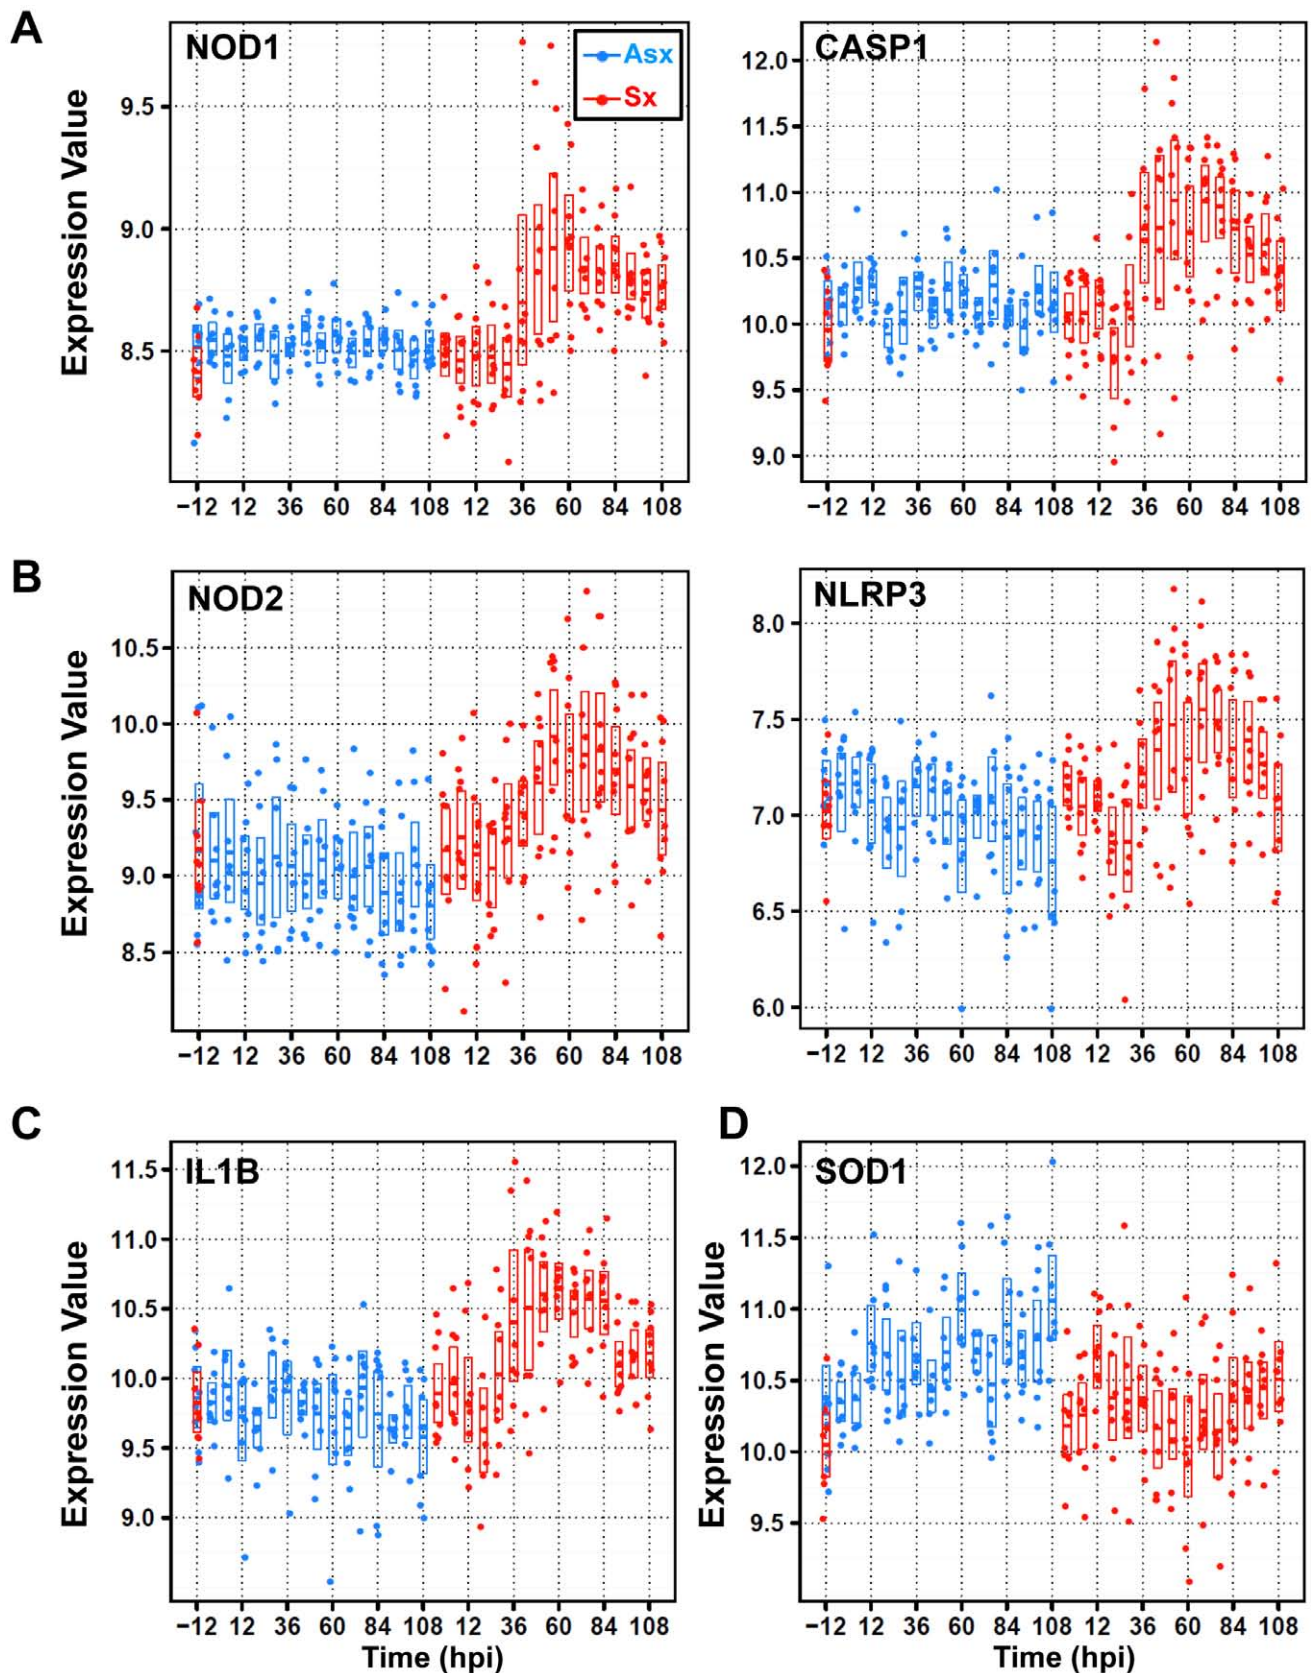 A
NOD1
Asx
Sx
Expression Value
9.5
9.0
8.5
−12 12 36 60 84 108 12 36 60 84 108
CASP1
12.0
11.5
11.0
10.5
10.0
9.5
9.0
−12 12 36 60 84 108 12 36 60 84 108
B
NOD2
Expression Value
10.5
10.0
9.5
9.0
8.5
−12 12 36 60 84 108 12 36 60 84 108
NLRP3
8.0
7.5
7.0
6.5
6.0
−12 12 36 60 84 108 12 36 60 84 108
C
IL1B
Expression Value
11.5
11.0
10.5
10.0
9.5
9.0
−12 12 36 60 84 108 12 36 60 84 108
Time (hpi)
D
SOD1
Expression Value
12.0
11.5
11.0
10.5
10.0
9.5
−12 12 36 60 84 108 12 36 60 84 108
Time (hpi)